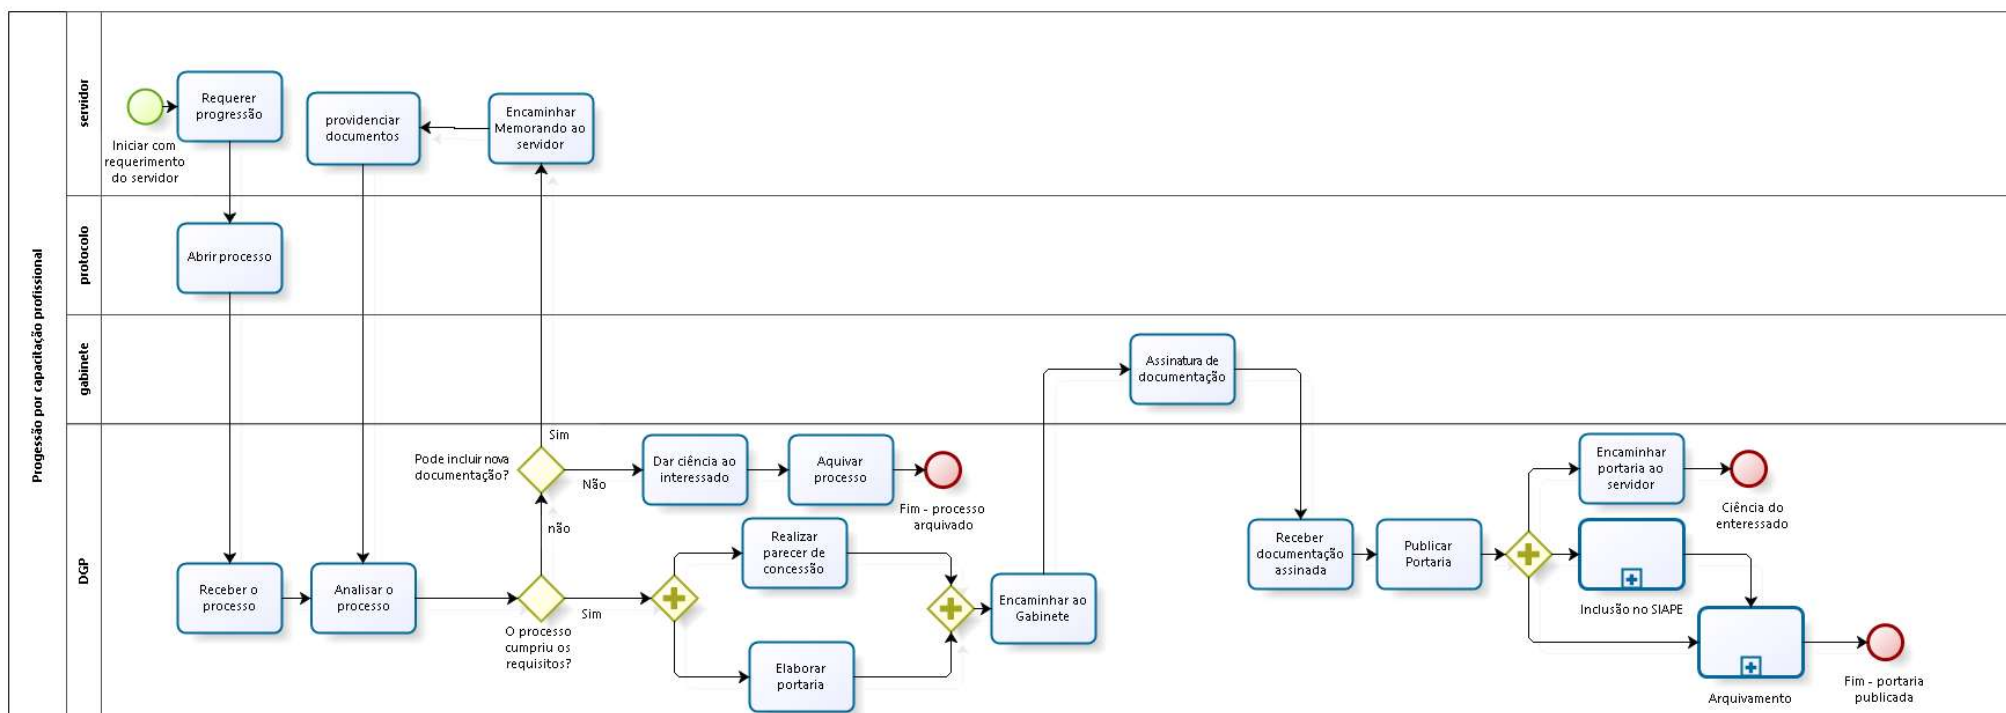 Progessão por capacitação profissional
servidor
Iniciar com
requerimento
do servidor
Requerer
progressão
providenciar
documentos
Encaminhar
Memorando ao
servidor
protocolo
Abrir processo
gabinete
Assinatura de
documentação
DGP
Receber o
processo
Analisar o
processo
O processo
cumpriu os
requisitos?
não
Sim
Pode incluir nova
documentação?
Sim
Não
Dar ciência ao
interessado
Aquivar
processo
Fim - processo
arquivado
Realizar
parecer de
concessão
Elaborar
portaria
Encaminhar ao
Gabinete
Receber
documentação
assinada
Publicar
Portaria
Encaminhar
portaria ao
servidor
Ciência do
enteressado
Inclusão no SIAPE
Arquivamento
Fim - portaria
publicada